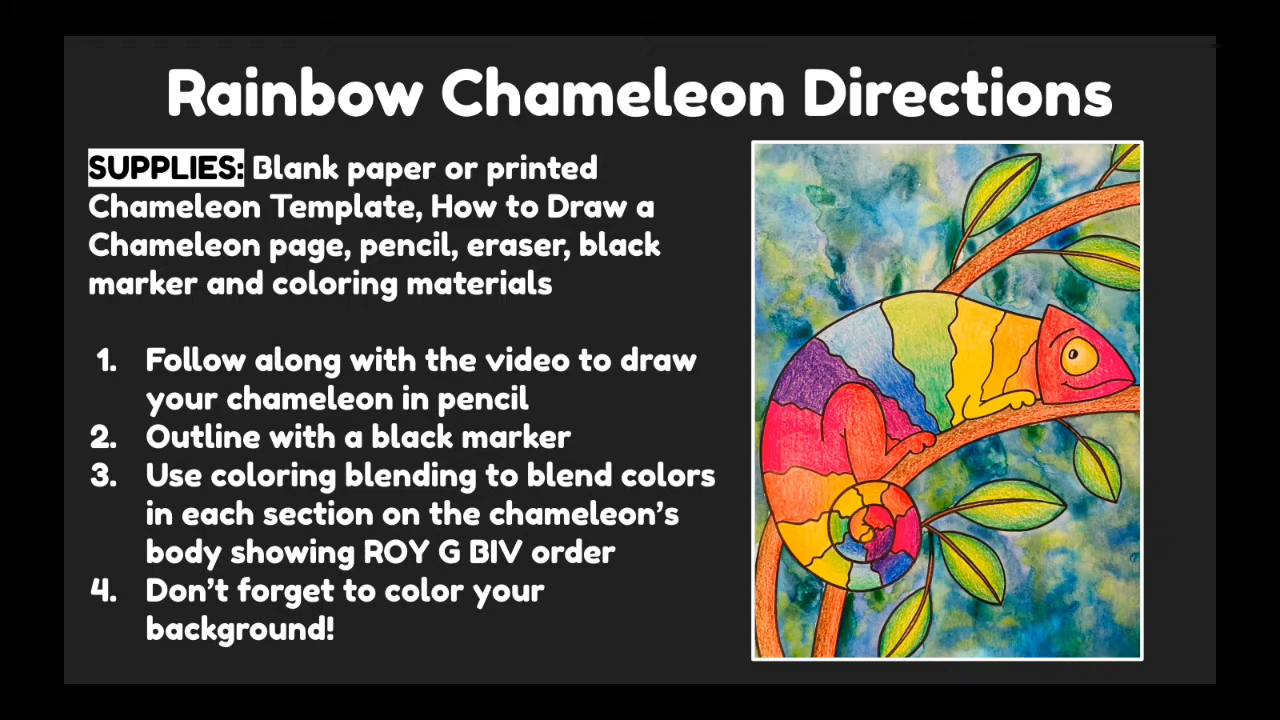 Rainbow Chameleon Directions
SUPPLIES: Blank paper or printed
Chameleon Template, How to Draw a
Chameleon page, pencil, eraser, black
marker and coloring materials
1. Follow along with the video to draw
your chameleon in pencil
2. Outline with a black marker
3. Use coloring blending to blend colors
in each section on the chameleon's
body showing ROY G BIV order
4. Don't forget to color your
background!